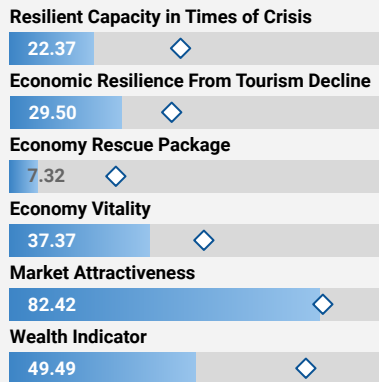 Resilient Capacity in Times of Crisis
22.37
Economic Resilience From Tourism Decline
29.50
Economy Rescue Package
7.32
Economy Vitality
37.37
Market Attractiveness
82.42
Wealth Indicator
49.49